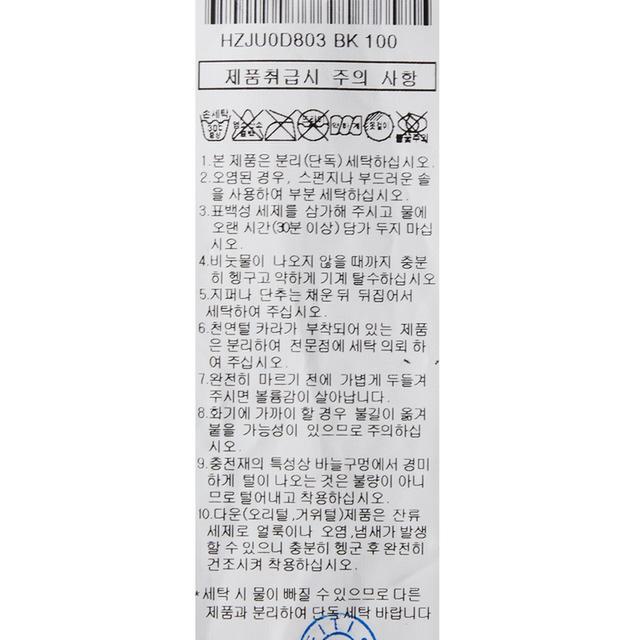 HZJU0D803 BK 100
제품취급시 주의 사항
손세탁
30℃
중성
염소
표백
약하게
옷걸이
불꽃주의
1.본 제품은 분리(단독) 세탁하십시오.
2.오염된 경우, 스펀지나 부드러운 솔
을 사용하여 부분 세탁하십시오.
3.표백성 세제를 삼가해 주시고 물에
오랜 시간(30분 이상) 담가 두지 마십
시오.
4.비눗물이 나오지 않을 때까지 충분
히 헹구고 약하게 기계 탈수하십시오
5.지퍼나 단추는 채운 뒤 뒤집어서
세탁하여 주십시오.
6.천연털 카라가 부착되어 있는 제품
은 분리하여 전문점에 세탁 의뢰 하
여 주십시오.
7.완전히 마르기 전에 가볍게 두들겨
주시면 볼륨감이 살아납니다.
8.화기에 가까이 할 경우 불길이 옮겨
붙을 가능성이 있으므로 주의하십
시오.
9.충전재의 특성상 바늘구멍에서 경미
하게 털이 나오는 것은 불량이 아니
므로 털어내고 착용하십시오.
10.다운(오리털,거위털)제품은 잔류
세제로 얼룩이나 오염,냄새가 발생
할 수 있으니 충분히 헹군 후 완전히
건조시켜 착용하십시오.
*세탁 시 물이 빠질 수 있으므로 다른
제품과 분리하여 단독 세탁 바랍니다